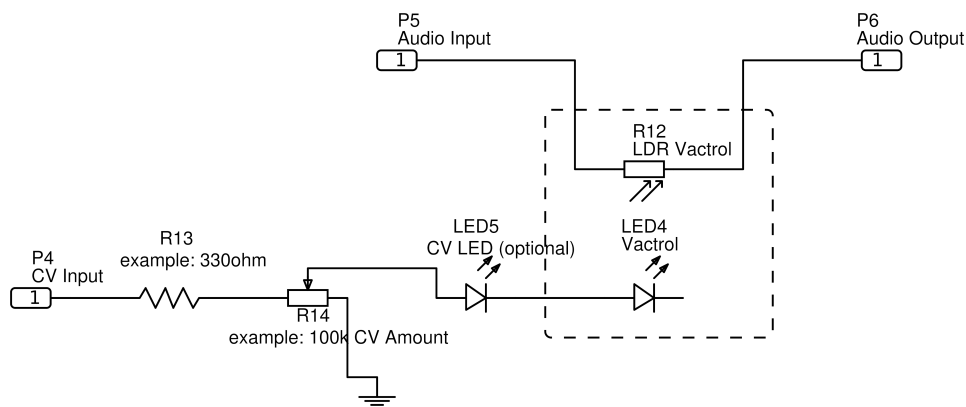 P5
Audio Input
1
P6
Audio Output
1
R12
LDR Vactrol
LED5
CV LED (optional)
LED4
Vactrol
R13
example: 330ohm
P4
CV Input
1
R14
example: 100k CV Amount